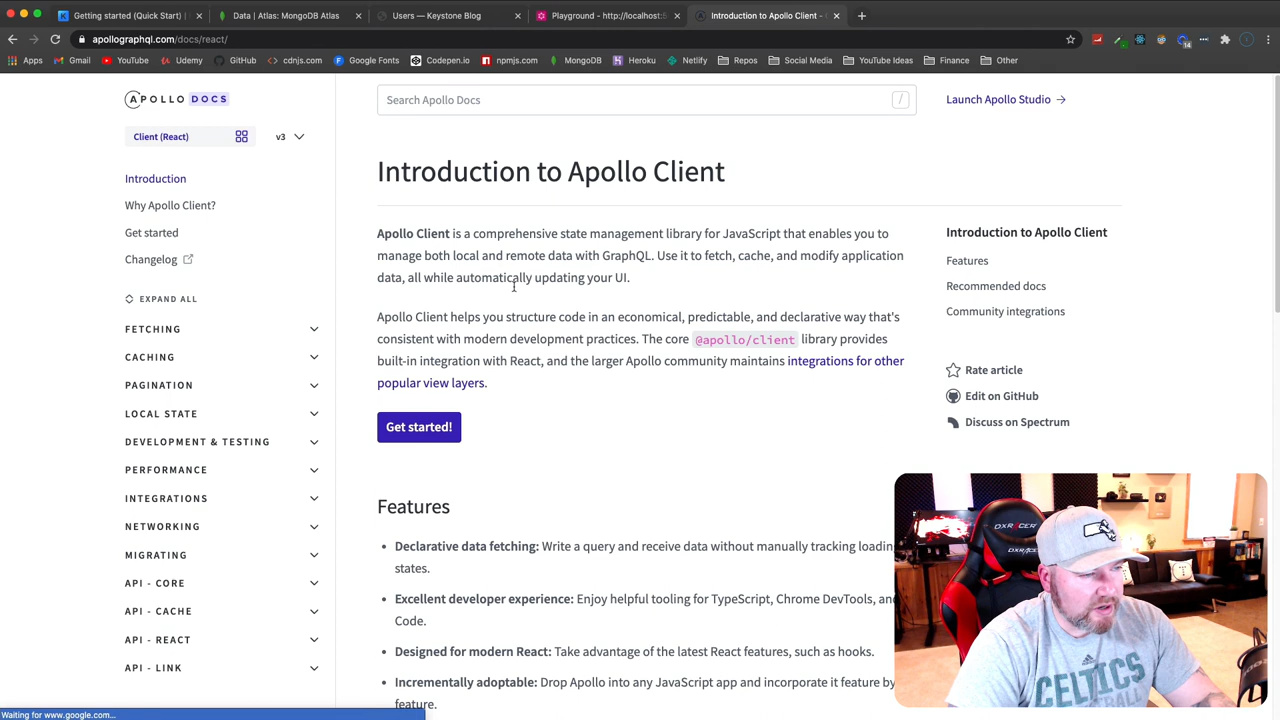 Getting started (Quick Start) |
Data | Atlas: MongoDB Atlas
Users — Keystone Blog
Playground - http://localhost:5
Introduction to Apollo Client -
apollographql.com/docs/react/
Apps
Gmail
YouTube
Udemy
GitHub
cdnjs.com
Google Fonts
Codepen.io
npmjs.com
MongoDB
Heroku
Netlify
Repos
Social Media
YouTube Ideas
Finance
Other
APOLLO DOCS
Client (React)
v3
Introduction
Why Apollo Client?
Get started
Changelog
EXPAND ALL
FETCHING
CACHING
PAGINATION
LOCAL STATE
DEVELOPMENT & TESTING
PERFORMANCE
INTEGRATIONS
NETWORKING
MIGRATING
API - CORE
API - CACHE
API - REACT
API - LINK
Search Apollo Docs
/
Launch Apollo Studio →
Introduction to Apollo Client
Apollo Client is a comprehensive state management library for JavaScript that enables you to
manage both local and remote data with GraphQL. Use it to fetch, cache, and modify application
data, all while automatically updating your UI.
Apollo Client helps you structure code in an economical, predictable, and declarative way that's
consistent with modern development practices. The core @apollo/client library provides
built-in integration with React, and the larger Apollo community maintains integrations for other
popular view layers.
Get started!
Features
• Declarative data fetching: Write a query and receive data without manually tracking loadin
states.
• Excellent developer experience: Enjoy helpful tooling for TypeScript, Chrome DevTools, and
Code.
• Designed for modern React: Take advantage of the latest React features, such as hooks.
• Incrementally adoptable: Drop Apollo into any JavaScript app and incorporate it feature by
feature.
Introduction to Apollo Client
Features
Recommended docs
Community integrations
Rate article
Edit on GitHub
Discuss on Spectrum
DXRACER
CELTICS
Waiting for www.google.com...